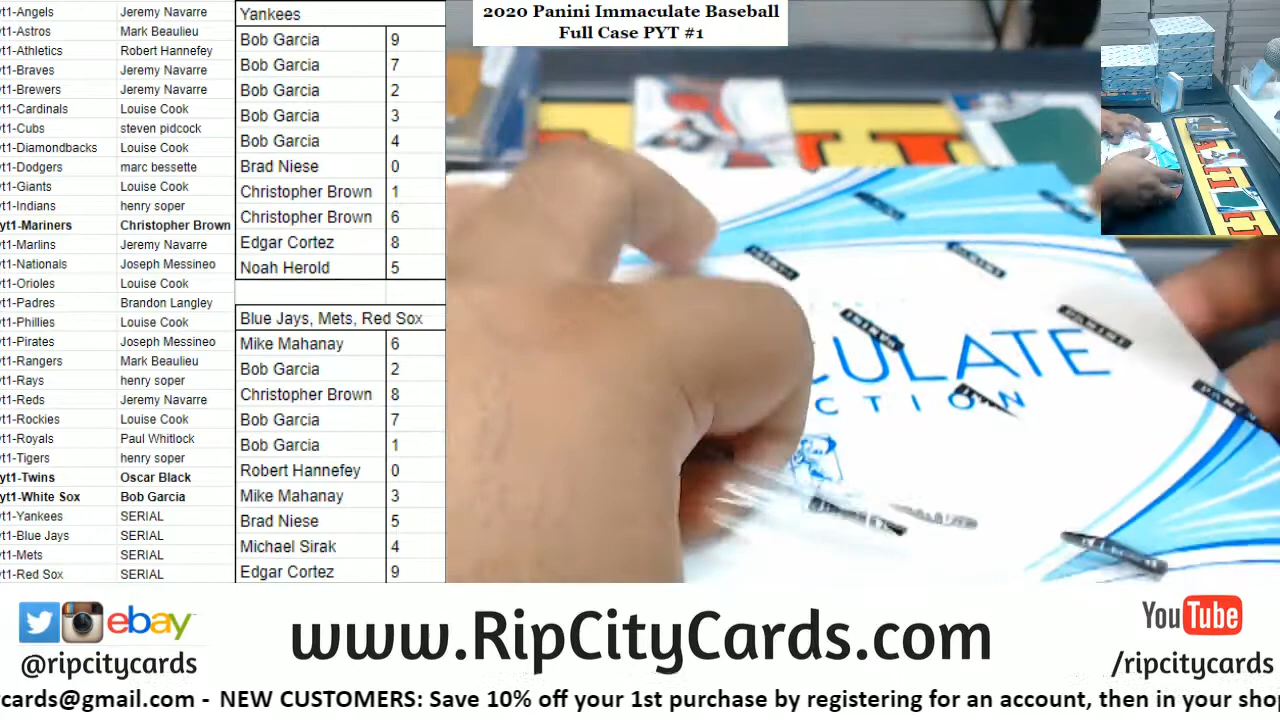 2020 Panini Immaculate Baseball
Full Case PYT #1
t1-Angels Jeremy Navarre
t1-Astros Mark Beaulieu
t1-Athletics Robert Hannefey
t1-Braves Jeremy Navarre
t1-Brewers Jeremy Navarre
t1-Cardinals Louise Cook
t1-Cubs steven pidcock
t1-Diamondbacks Louise Cook
t1-Dodgers marc bessette
t1-Giants Louise Cook
t1-Indians henry soper
yt1-Mariners Christopher Brown
t1-Marlins Jeremy Navarre
t1-Nationals Joseph Messineo
t1-Orioles Louise Cook
t1-Padres Brandon Langley
t1-Phillies Louise Cook
t1-Pirates Joseph Messineo
t1-Rangers Mark Beaulieu
t1-Rays henry soper
t1-Reds Jeremy Navarre
t1-Rockies Louise Cook
t1-Royals Paul Whitlock
t1-Tigers henry soper
yt1-Twins Oscar Black
yt1-White Sox Bob Garcia
t1-Yankees SERIAL
t1-Blue Jays SERIAL
t1-Mets SERIAL
t1-Red Sox SERIAL
Yankees
Bob Garcia 9
Bob Garcia 7
Bob Garcia 2
Bob Garcia 3
Bob Garcia 4
Brad Niese 0
Christopher Brown 1
Christopher Brown 6
Edgar Cortez 8
Noah Herold 5
Blue Jays, Mets, Red Sox
Mike Mahanay 6
Bob Garcia 2
Christopher Brown 8
Bob Garcia 7
Bob Garcia 1
Robert Hannefey 0
Mike Mahanay 3
Brad Niese 5
Michael Sirak 4
Edgar Cortez 9
PANINI
PANINI
PANINI
CULATE
CTION
ebay
@ripcitycards
www.RipCityCards.com
YouTube
/ripcitycards
cards@gmail.com - NEW CUSTOMERS: Save 10% off your 1st purchase by registering for an account, then in your shop